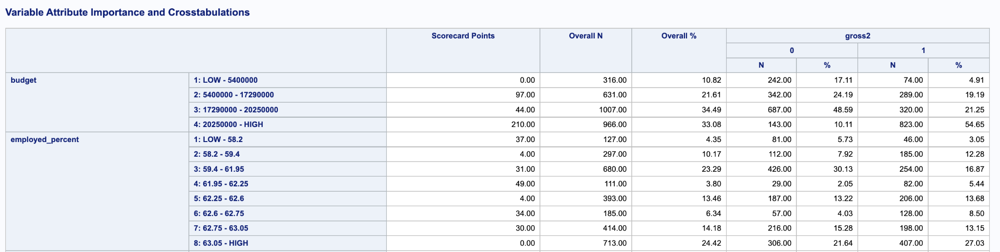 Variable Attribute Importance and Crosstabulations
Scorecard Points Overall N Overall % gross2
0 1
N % N %
budget 1: LOW - 5400000 0.00 316.00 10.82 242.00 17.11 74.00 4.91
2: 5400000 - 17290000 97.00 631.00 21.61 342.00 24.19 289.00 19.19
3: 17290000 - 20250000 44.00 1007.00 34.49 687.00 48.59 320.00 21.25
4: 20250000 - HIGH 210.00 966.00 33.08 143.00 10.11 823.00 54.65
employed_percent 1: LOW - 58.2 37.00 127.00 4.35 81.00 5.73 46.00 3.05
2: 58.2 - 59.4 4.00 297.00 10.17 112.00 7.92 185.00 12.28
3: 59.4 - 61.95 31.00 680.00 23.29 426.00 30.13 254.00 16.87
4: 61.95 - 62.25 49.00 111.00 3.80 29.00 2.05 82.00 5.44
5: 62.25 - 62.6 4.00 393.00 13.46 187.00 13.22 206.00 13.68
6: 62.6 - 62.75 34.00 185.00 6.34 57.00 4.03 128.00 8.50
7: 62.75 - 63.05 30.00 414.00 14.18 216.00 15.28 198.00 13.15
8: 63.05 - HIGH 0.00 713.00 24.42 306.00 21.64 407.00 27.03